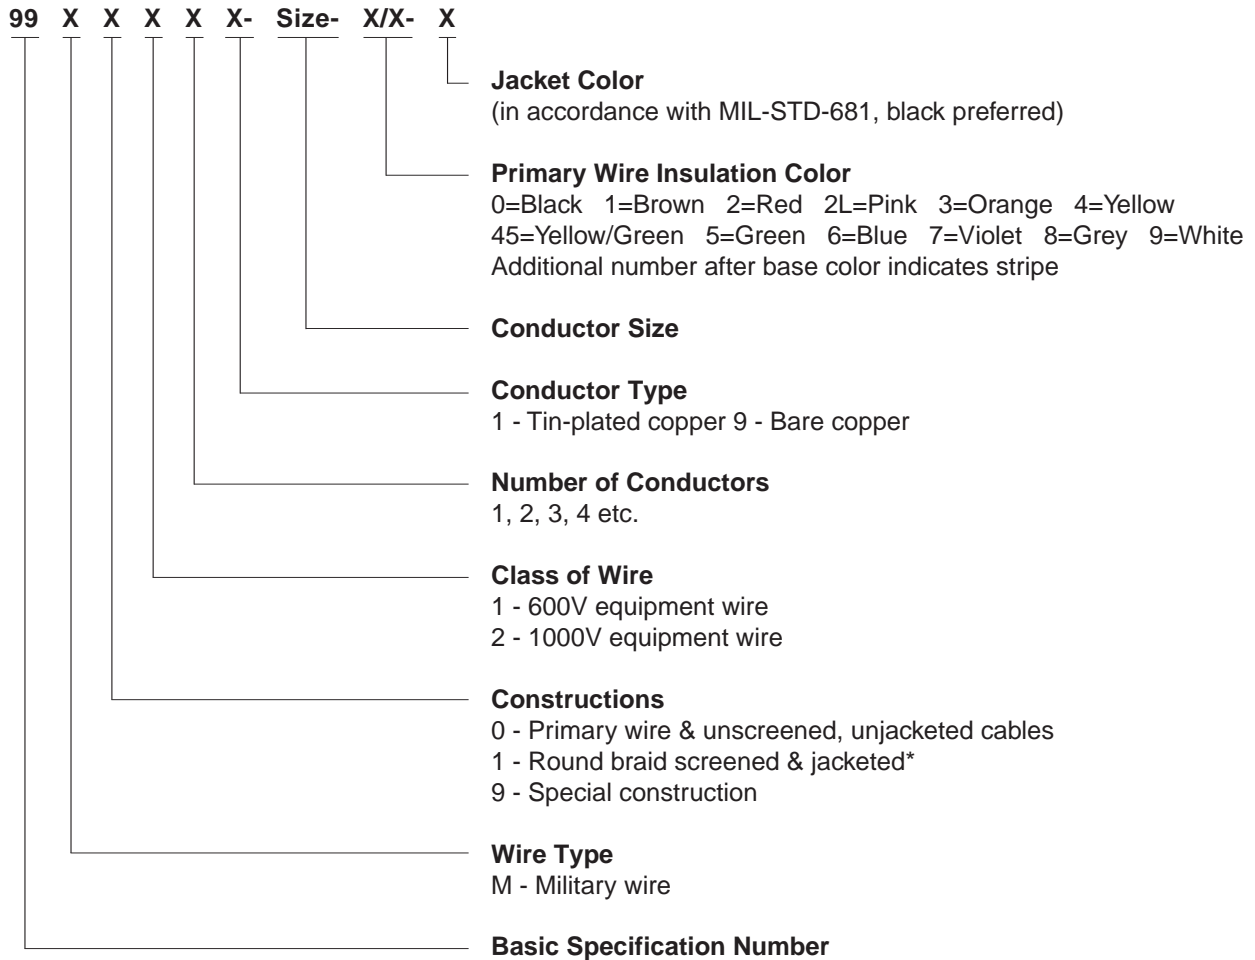 99 X X X X X- Size- X/X- X
Jacket Color
(in accordance with MIL-STD-681, black preferred)
Primary Wire Insulation Color
0=Black 1=Brown 2=Red 2L=Pink 3=Orange 4=Yellow
45=Yellow/Green 5=Green 6=Blue 7=Violet 8=Grey 9=White
Additional number after base color indicates stripe
Conductor Size
Conductor Type
1 - Tin-plated copper 9 - Bare copper
Number of Conductors
1, 2, 3, 4 etc.
Class of Wire
1 - 600V equipment wire
2 - 1000V equipment wire
Constructions
0 - Primary wire & unscreened, unjacketed cables
1 - Round braid screened & jacketed*
9 - Special construction
Wire Type
M - Military wire
Basic Specification Number